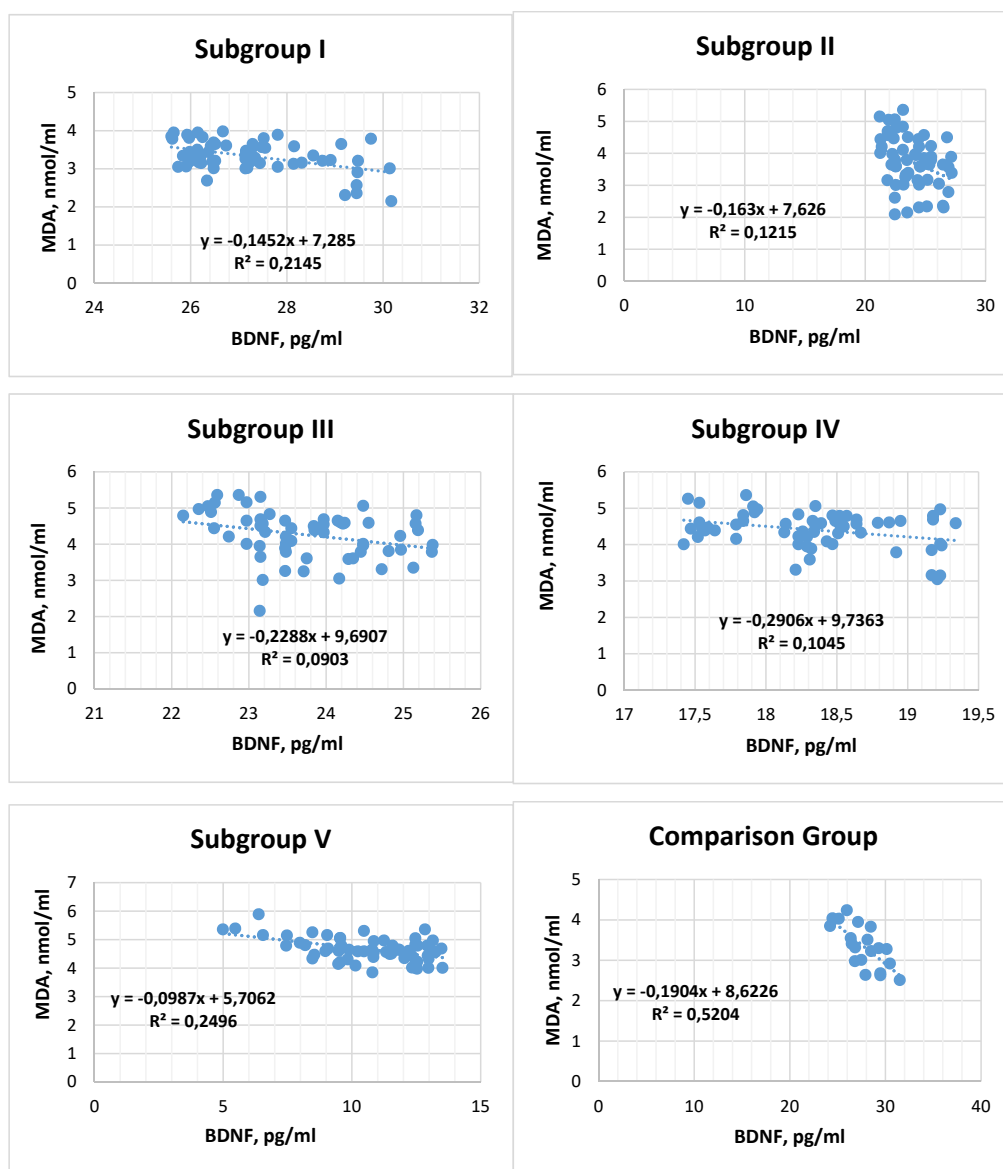 Subgroup I
MDA, nmol/ml
5
4
3
2
1
0
y = -0,1452x + 7,285
R² = 0,2145
24 26 28 30 32
BDNF, pg/ml
Subgroup II
MDA, nmol/ml
6
5
4
3
2
1
0
y = -0,163x + 7,626
R² = 0,1215
0 10 20 30
BDNF, pg/ml
Subgroup III
MDA, nmol/ml
6
5
4
3
2
1
0
y = -0,2288x + 9,6907
R² = 0,0903
21 22 23 24 25 26
BDNF, pg/ml
Subgroup IV
MDA, nmol/ml
6
5
4
3
2
1
0
y = -0,2906x + 9,7363
R² = 0,1045
17 17,5 18 18,5 19 19,5
BDNF, pg/ml
Subgroup V
MDA, nmol/ml
7
6
5
4
3
2
1
0
y = -0,0987x + 5,7062
R² = 0,2496
0 5 10 15
BDNF, pg/ml
Comparison Group
MDA, nmol/ml
5
4
3
2
1
0
y = -0,1904x + 8,6226
R² = 0,5204
0 10 20 30 40
BDNF, pg/ml